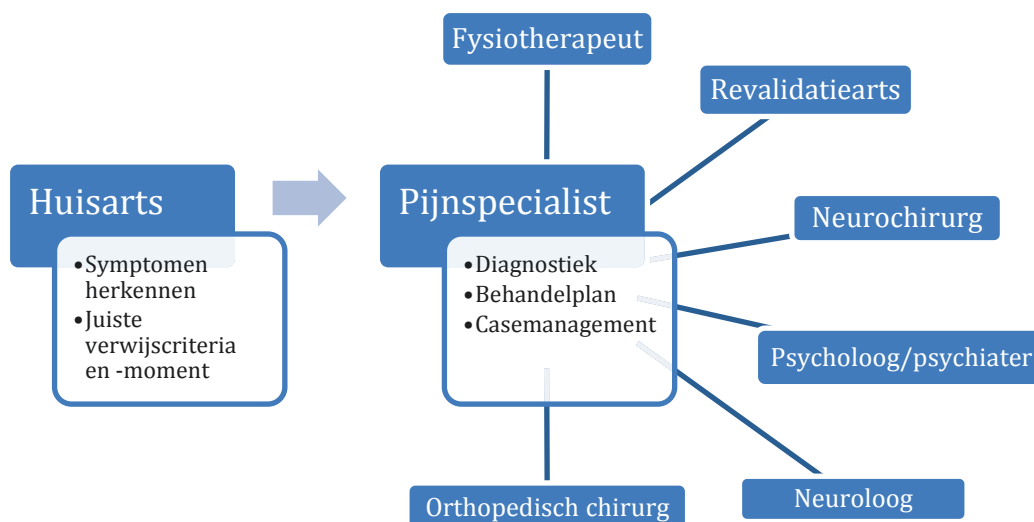 Fysiotherapeut
Revalidatiearts
Huisarts
•Symptomen
herkennen
•Juiste
verwijscriteria
en -moment
Pijnspecialist
•Diagnostiek
•Behandelplan
•Casemanagement
Neurochirurg
Psycholoog/psychiater
Neuroloog
Orthopedisch chirurg